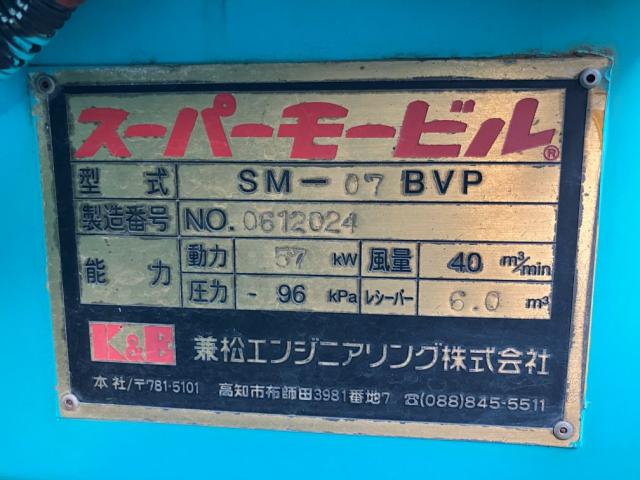 スーパーモービル®
型式 SM-07BVP
製造番号 NO.0612024
能力 動力 57 kW 風量 40 m³/min
圧力 -96 kPa レシーバー 6.0 m³
K&E 兼松エンジニアリング株式会社
本社/〒781-5101 高知市布師田3981番地7 ☎(088)845-5511